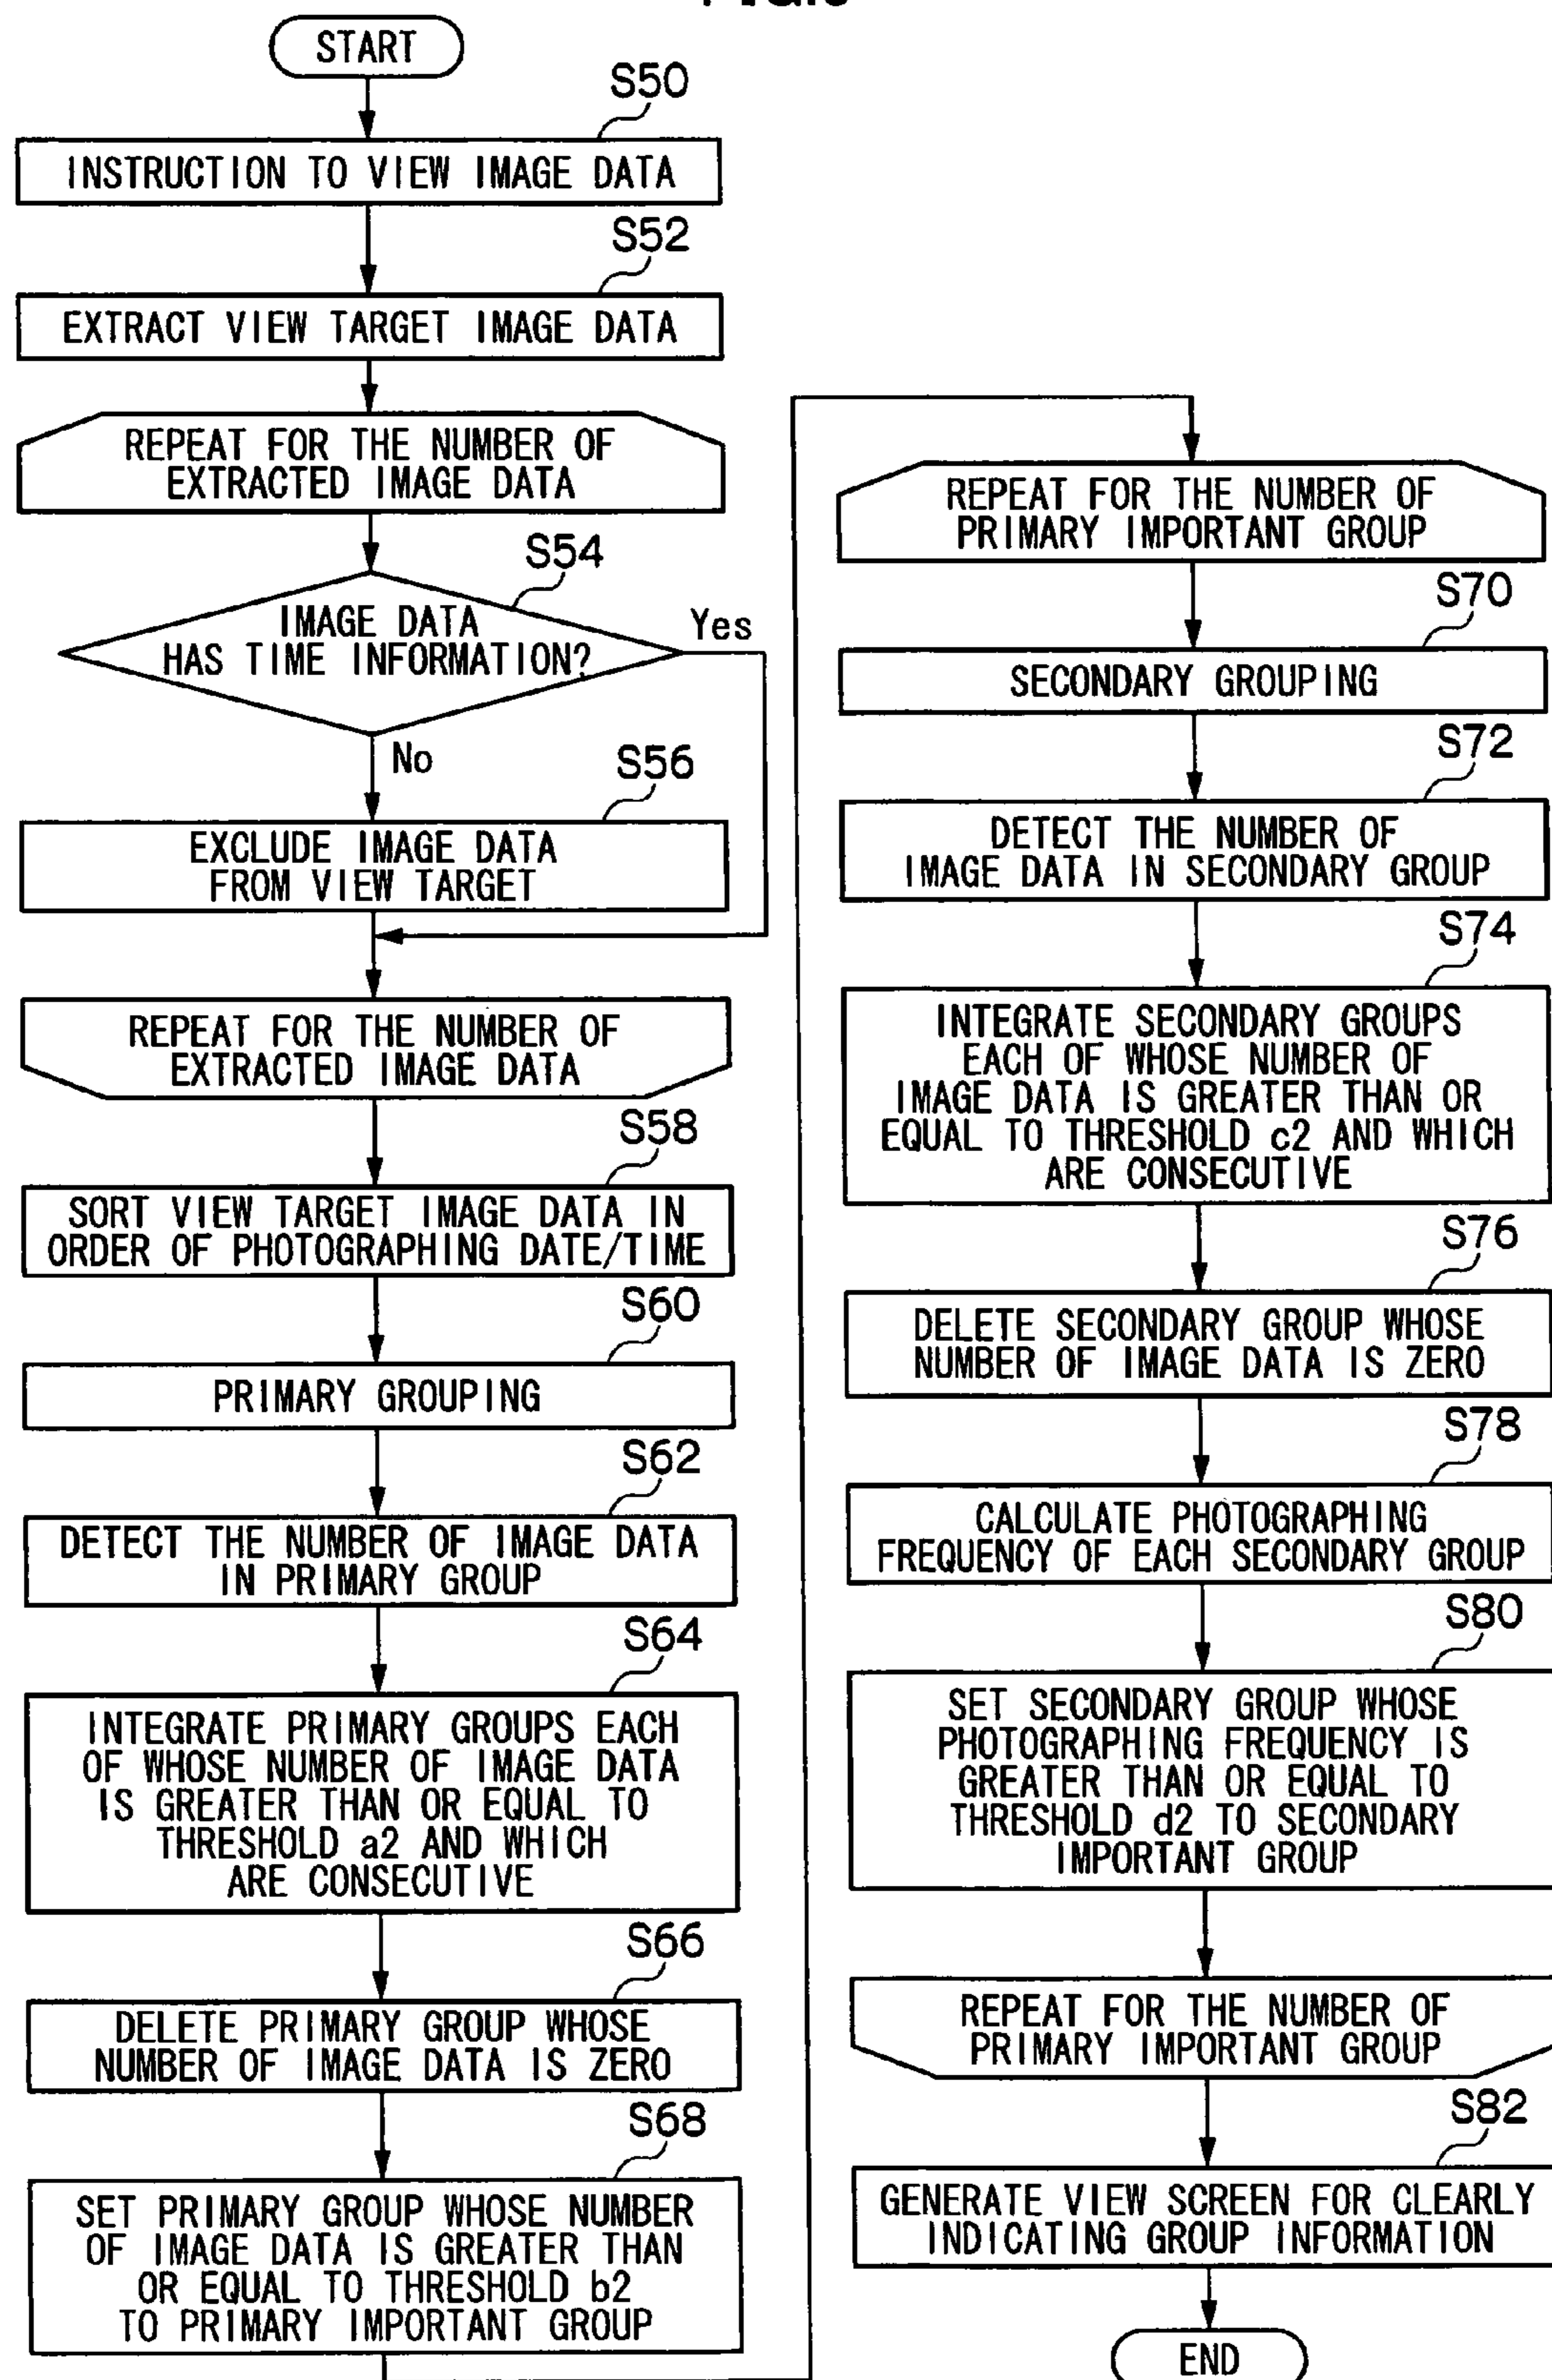 START
S50
INSTRUCTION TO VIEW IMAGE DATA
S52
EXTRACT VIEW TARGET IMAGE DATA
REPEAT FOR THE NUMBER OF
EXTRACTED IMAGE DATA
S54
IMAGE DATA
HAS TIME INFORMATION?
Yes
No
S56
EXCLUDE IMAGE DATA
FROM VIEW TARGET
REPEAT FOR THE NUMBER OF
EXTRACTED IMAGE DATA
S58
SORT VIEW TARGET IMAGE DATA IN
ORDER OF PHOTOGRAPHING DATE/TIME
S60
PRIMARY GROUPING
S62
DETECT THE NUMBER OF IMAGE DATA
IN PRIMARY GROUP
S64
INTEGRATE PRIMARY GROUPS EACH
OF WHOSE NUMBER OF IMAGE DATA
IS GREATER THAN OR EQUAL TO
THRESHOLD a2 AND WHICH
ARE CONSECUTIVE
S66
DELETE PRIMARY GROUP WHOSE
NUMBER OF IMAGE DATA IS ZERO
S68
SET PRIMARY GROUP WHOSE NUMBER
OF IMAGE DATA IS GREATER THAN
OR EQUAL TO THRESHOLD b2
TO PRIMARY IMPORTANT GROUP
REPEAT FOR THE NUMBER OF
PRIMARY IMPORTANT GROUP
S70
SECONDARY GROUPING
S72
DETECT THE NUMBER OF
IMAGE DATA IN SECONDARY GROUP
S74
INTEGRATE SECONDARY GROUPS
EACH OF WHOSE NUMBER OF
IMAGE DATA IS GREATER THAN OR
EQUAL TO THRESHOLD c2 AND WHICH
ARE CONSECUTIVE
S76
DELETE SECONDARY GROUP WHOSE
NUMBER OF IMAGE DATA IS ZERO
S78
CALCULATE PHOTOGRAPHING
FREQUENCY OF EACH SECONDARY GROUP
S80
SET SECONDARY GROUP WHOSE
PHOTOGRAPHING FREQUENCY IS
GREATER THAN OR EQUAL TO
THRESHOLD d2 TO SECONDARY
IMPORTANT GROUP
REPEAT FOR THE NUMBER OF
PRIMARY IMPORTANT GROUP
S82
GENERATE VIEW SCREEN FOR CLEARLY
INDICATING GROUP INFORMATION
END